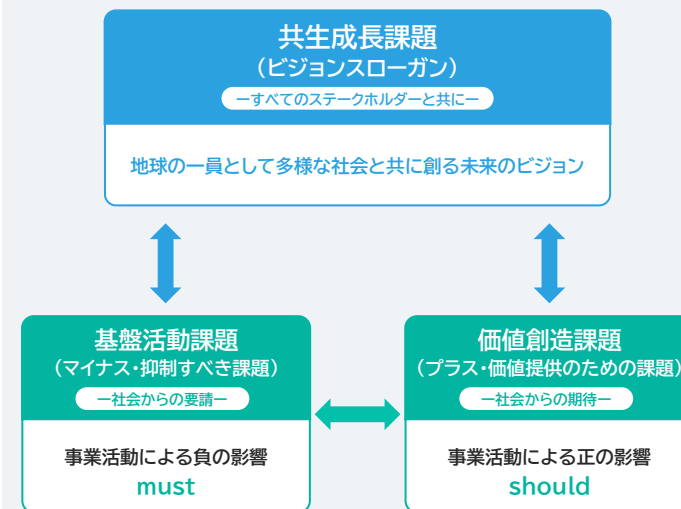 共生成長課題
（ビジョンスローガン）
ーすべてのステークホルダーと共にー
地球の一員として多様な社会と共に創る未来のビジョン
基盤活動課題
（マイナス・抑制すべき課題）
ー社会からの要請ー
事業活動による負の影響
must
価値創造課題
（プラス・価値提供のための課題）
ー社会からの期待ー
事業活動による正の影響
should